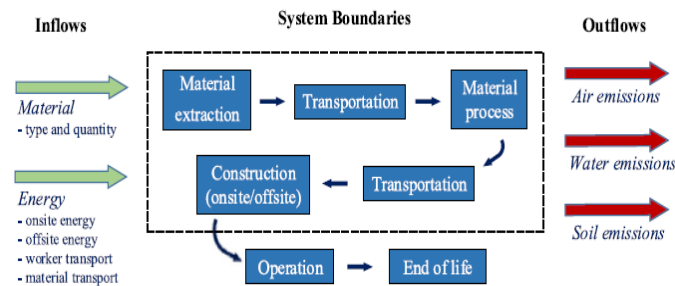 Inflows
System Boundaries
Outflows
Material
- type and quantity
Energy
- onsite energy
- offsite energy
- worker transport
- material transport
Material
extraction
Transportation
Material
process
Transportation
Construction
(onsite/offsite)
Operation
End of life
Air emissions
Water emissions
Soil emissions